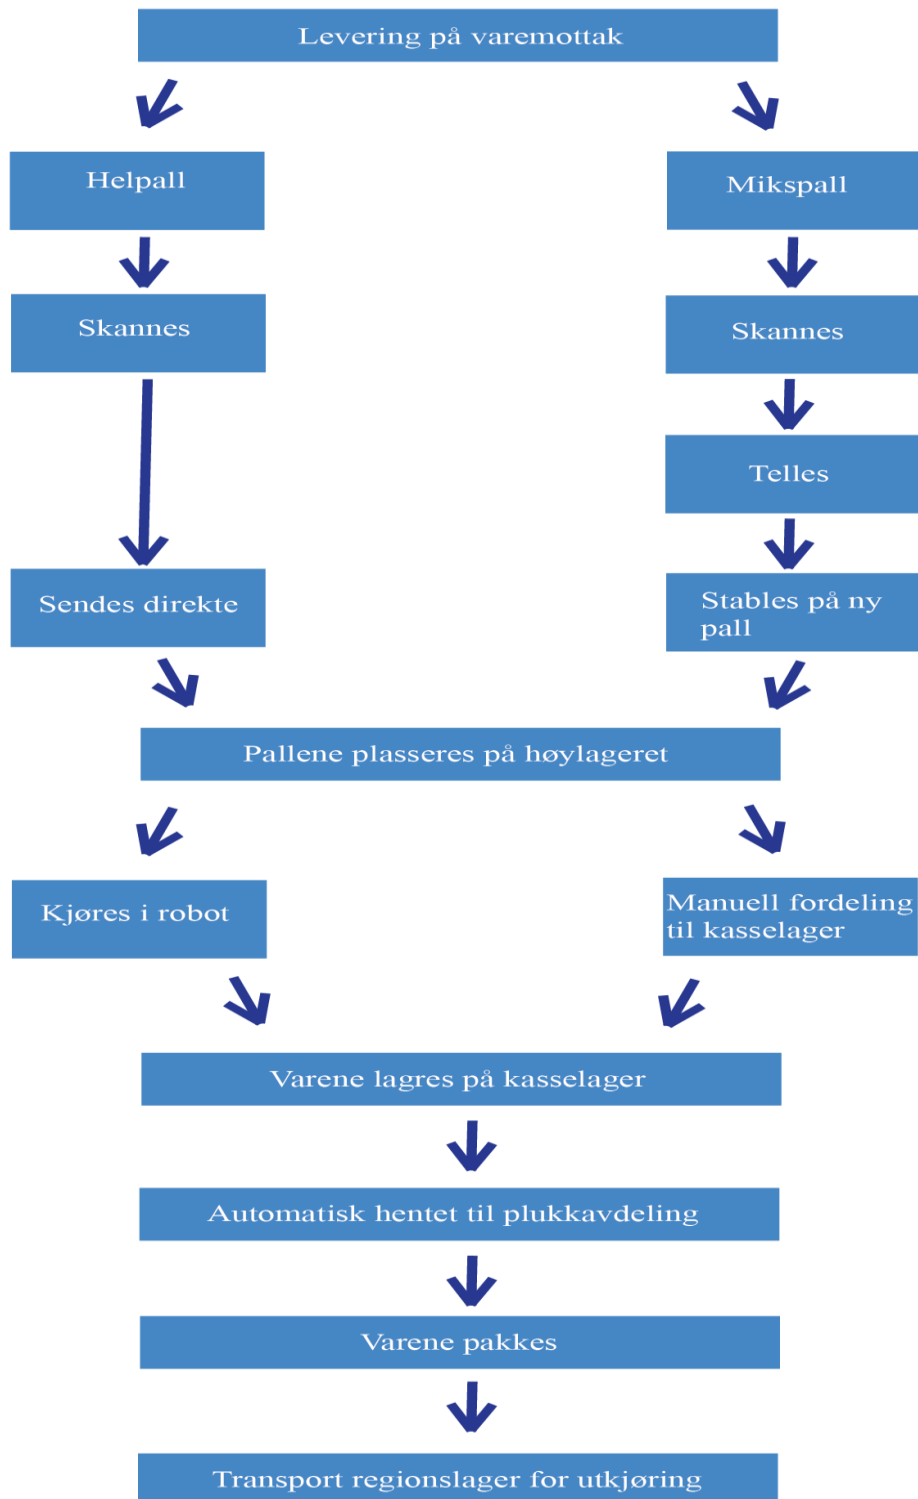 Levering på varemottak
Helpall
Mikspall
Skannes
Skannes
Telles
Sendes direkte
Stables på ny
pall
Pallene plasseres på høylageret
Kjøres i robot
Manuell fordeling
til kasselager
Varene lagres på kasselager
Automatisk hentet til plukkavdeling
Varene pakkes
Transport regionslager for utkjøring